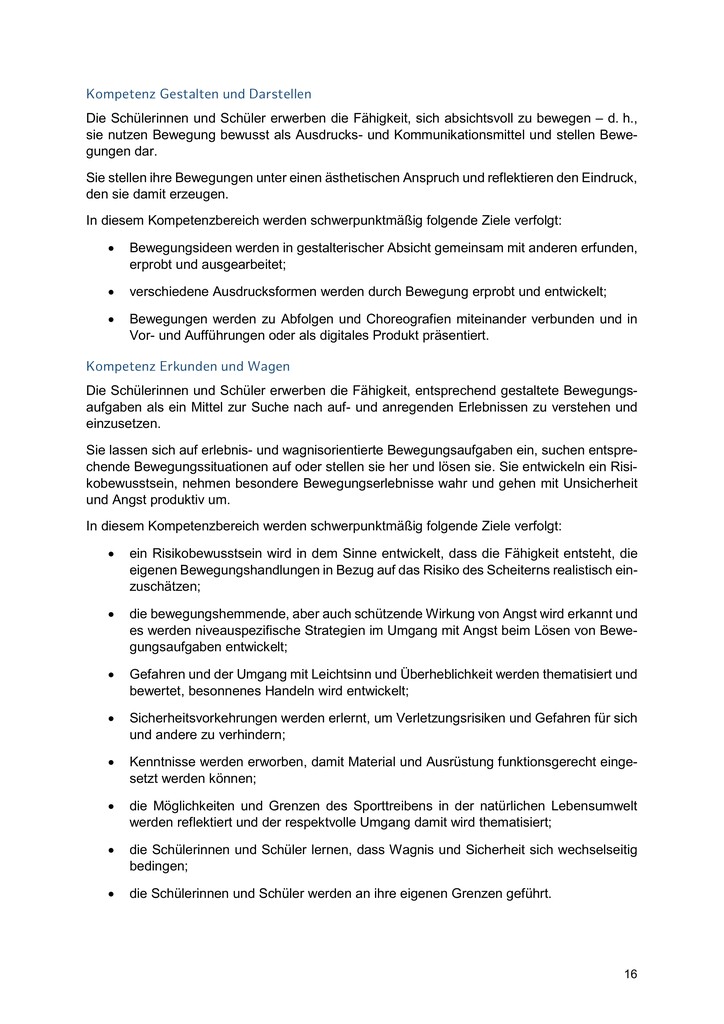 Kompetenz Gestalten und Darstellen
Die Schülerinnen und Schüler erwerben die Fähigkeit, sich absichtsvoll zu bewegen – d. h.,
sie nutzen Bewegung bewusst als Ausdrucks- und Kommunikationsmittel und stellen Bewe-
gungen dar.
Sie stellen ihre Bewegungen unter einen ästhetischen Anspruch und reflektieren den Eindruck,
den sie damit erzeugen.
In diesem Kompetenzbereich werden schwerpunktmäßig folgende Ziele verfolgt:
• Bewegungsideen werden in gestalterischer Absicht gemeinsam mit anderen erfunden,
erprobt und ausgearbeitet;
• verschiedene Ausdrucksformen werden durch Bewegung erprobt und entwickelt;
• Bewegungen werden zu Abfolgen und Choreografien miteinander verbunden und in
Vor- und Aufführungen oder als digitales Produkt präsentiert.
Kompetenz Erkunden und Wagen
Die Schülerinnen und Schüler erwerben die Fähigkeit, entsprechend gestaltete Bewegungs-
aufgaben als ein Mittel zur Suche nach auf- und anregenden Erlebnissen zu verstehen und
einzusetzen.
Sie lassen sich auf erlebnis- und wagnisorientierte Bewegungsaufgaben ein, suchen entspre-
chende Bewegungssituationen auf oder stellen sie her und lösen sie. Sie entwickeln ein Risi-
kobewusstsein, nehmen besondere Bewegungserlebnisse wahr und gehen mit Unsicherheit
und Angst produktiv um.
In diesem Kompetenzbereich werden schwerpunktmäßig folgende Ziele verfolgt:
• ein Risikobewusstsein wird in dem Sinne entwickelt, dass die Fähigkeit entsteht, die
eigenen Bewegungshandlungen in Bezug auf das Risiko des Scheiterns realistisch ein-
zuschätzen;
• die bewegungshemmende, aber auch schützende Wirkung von Angst wird erkannt und
es werden niveauspezifische Strategien im Umgang mit Angst beim Lösen von Bewe-
gungsaufgaben entwickelt;
• Gefahren und der Umgang mit Leichtsinn und Überheblichkeit werden thematisiert und
bewertet, besonnenes Handeln wird entwickelt;
• Sicherheitsvorkehrungen werden erlernt, um Verletzungsrisiken und Gefahren für sich
und andere zu verhindern;
• Kenntnisse werden erworben, damit Material und Ausrüstung funktionsgerecht einge-
setzt werden können;
• die Möglichkeiten und Grenzen des Sporttreibens in der natürlichen Lebensumwelt
werden reflektiert und der respektvolle Umgang damit wird thematisiert;
• die Schülerinnen und Schüler lernen, dass Wagnis und Sicherheit sich wechselseitig
bedingen;
• die Schülerinnen und Schüler werden an ihre eigenen Grenzen geführt.
16